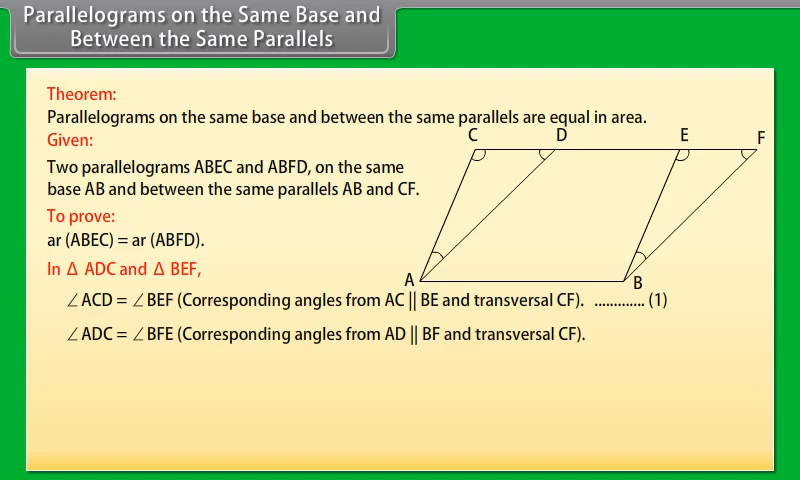 Parallelograms on the Same Base and
Between the Same Parallels
Theorem:
Parallelograms on the same base and between the same parallels are equal in area.
Given:
Two parallelograms ABEC and ABFD, on the same
base AB and between the same parallels AB and CF.
To prove:
ar (ABEC) = ar (ABFD).
In Δ ADC and Δ BEF,
∠ACD = ∠BEF (Corresponding angles from AC || BE and transversal CF). ............. (1)
∠ADC = ∠BFE (Corresponding angles from AD || BF and transversal CF).
C D E F
A B